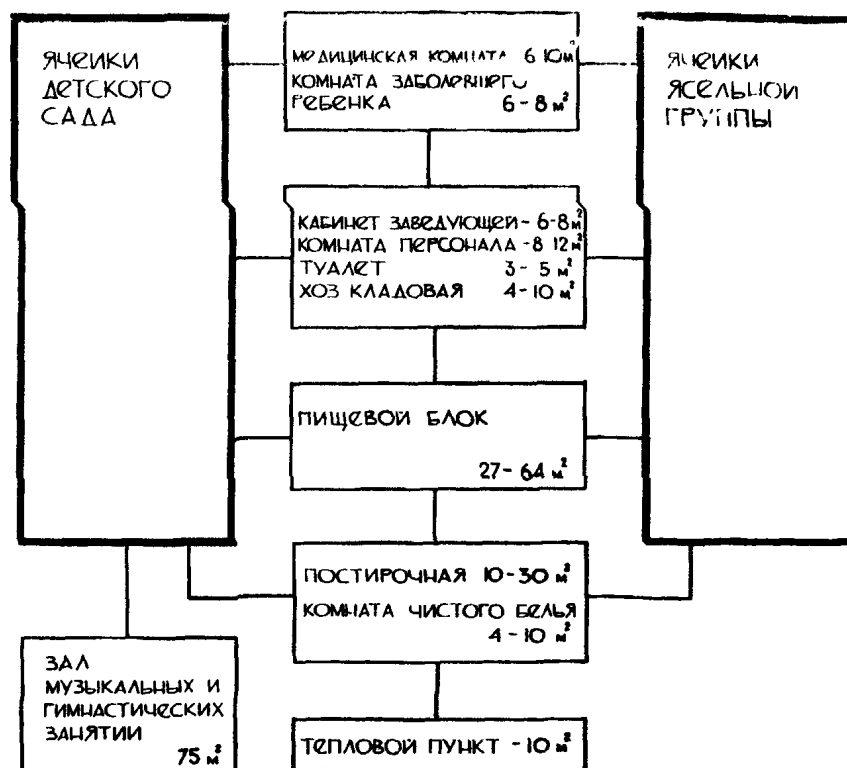 ЯЧЕЙКИ
ДЕТСКОГО
САДА
МЕДИЦИНСКАЯ КОМНАТА 6 10 м²
КОМНАТА ЗАБОЛЕВШЕГО
РЕБЕНКА 6 - 8 м²
ЯЧЕЙКИ
ЯСЕЛЬНОЙ
ГРУППЫ
КАБИНЕТ ЗАВЕДУЮЩЕЙ - 6-8 м²
КОМНАТА ПЕРСОНАЛА - 8 12 м²
ТУАЛЕТ 3 - 5 м²
ХОЗ КЛАДОВАЯ 4 - 10 м²
ПИЩЕВОЙ БЛОК
27 - 64 м²
ПОСТИРОЧНАЯ 10-30 м²
КОМНАТА ЧИСТОГО БЕЛЬЯ
4 - 10 м²
ЗАЛ
МУЗЫКАЛЬНЫХ И
ГИМНАСТИЧЕСКИХ
ЗАНЯТИИ
75 м²
ТЕПЛОВОЙ ПУНКТ - 10 м²